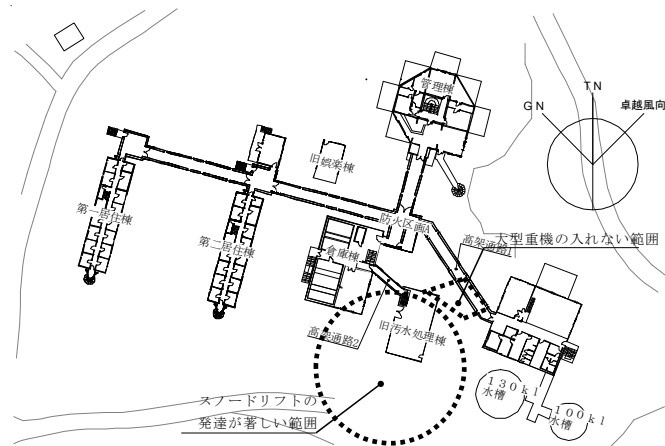 管理棟
TN
GN
卓越風向
旧娯楽棟
防火区画A
第一居住棟
第二居住棟
倉庫棟
高架通路1
大型重機の入れない範囲
高架通路2
旧汚水処理棟
スノードリフトの
発達が著しい範囲
130kl
水槽
100kl
水槽